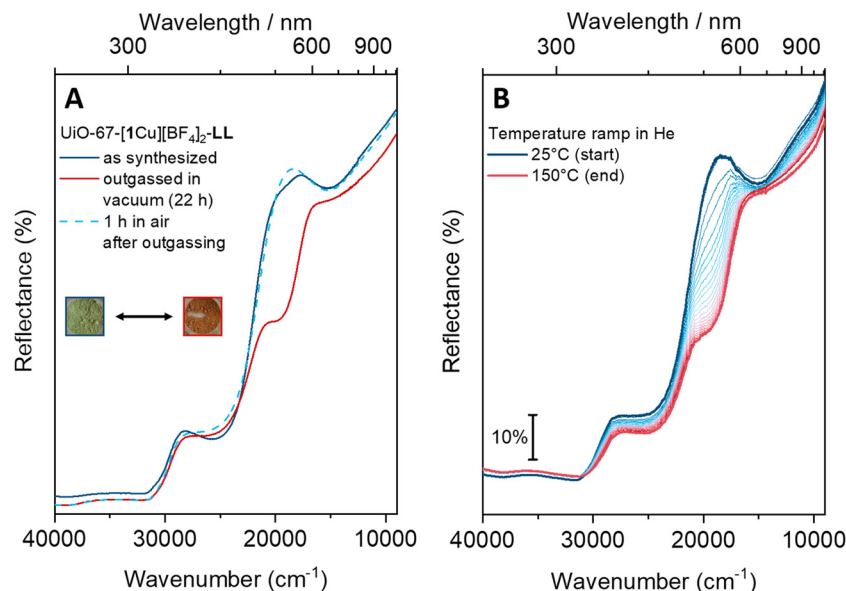 Wavelength / nm
300 600 900
A
UiO-67-[1Cu][BF4]2-LL
as synthesized
outgassed in
vacuum (22 h)
1 h in air
after outgassing
Reflectance (%)
40000 30000 20000 10000
Wavenumber (cm-1)
Wavelength / nm
300 600 900
B
Temperature ramp in He
25°C (start)
150°C (end)
Reflectance (%)
10%
40000 30000 20000 10000
Wavenumber (cm-1)